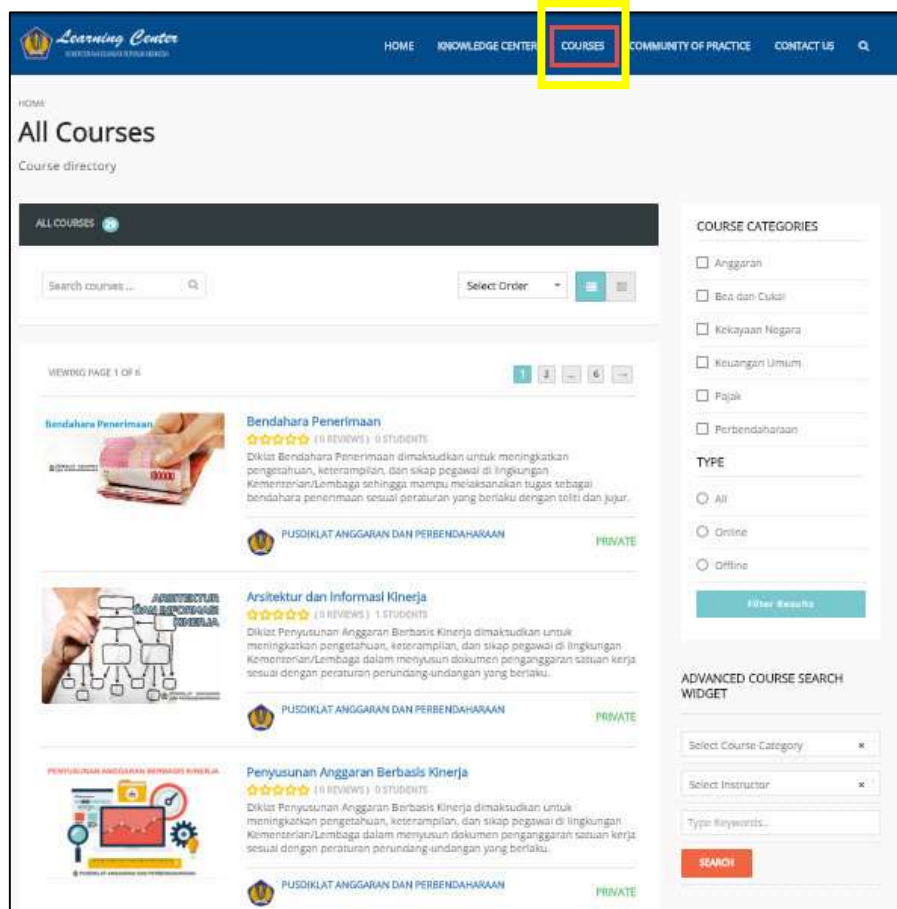 Learning Center
HOME KNOWLEDGE CENTER COURSES COMMUNITY OF PRACTICE CONTACT US
HOME
All Courses
Course directory
ALL COURSES
Search courses ...
Select Order
VIEWING PAGE 1 OF 6
1 2 ... 6 →
Bendahara Penerimaan
Bendahara Penerimaan
(0 REVIEWS) 0 STUDENTS
Diklat Bendahara Penerimaan dimaksudkan untuk meningkatkan
pengetahuan, keterampilan, dan sikap pegawai di lingkungan
Kementerian/Lembaga sehingga mampu melaksanakan tugas sebagai
bendahara penerimaan sesuai peraturan yang berlaku dengan teliti dan jujur.
PUSDIKLAT ANGGARAN DAN PERBENDAHARAAN
PRIVATE
ARSITEKTUR
DAN INFORMASI
KINERJA
Arsitektur dan Informasi Kinerja
(0 REVIEWS) 1 STUDENTS
Diklat Penyusunan Anggaran Berbasis Kinerja dimaksudkan untuk
meningkatkan pengetahuan, keterampilan, dan sikap pegawai di lingkungan
Kementerian/Lembaga dalam menyusun dokumen penganggaran satuan kerja
sesuai dengan peraturan perundang-undangan yang berlaku.
PUSDIKLAT ANGGARAN DAN PERBENDAHARAAN
PRIVATE
PENYUSUNAN ANGGARAN BERBASIS KINERJA
Penyusunan Anggaran Berbasis Kinerja
(0 REVIEWS) 0 STUDENTS
Diklat Penyusunan Anggaran Berbasis Kinerja dimaksudkan untuk
meningkatkan pengetahuan, keterampilan, dan sikap pegawai di lingkungan
Kementerian/Lembaga dalam menyusun dokumen penganggaran satuan kerja
sesuai dengan peraturan perundang-undangan yang berlaku.
PUSDIKLAT ANGGARAN DAN PERBENDAHARAAN
PRIVATE
COURSE CATEGORIES
Anggaran
Bea dan Cukai
Kekayaan Negara
Keuangan Umum
Pajak
Perbendaharaan
TYPE
All
Online
Offline
Filter Results
ADVANCED COURSE SEARCH
WIDGET
Select Course Category ×
Select Instructor ×
Type Keywords..
SEARCH